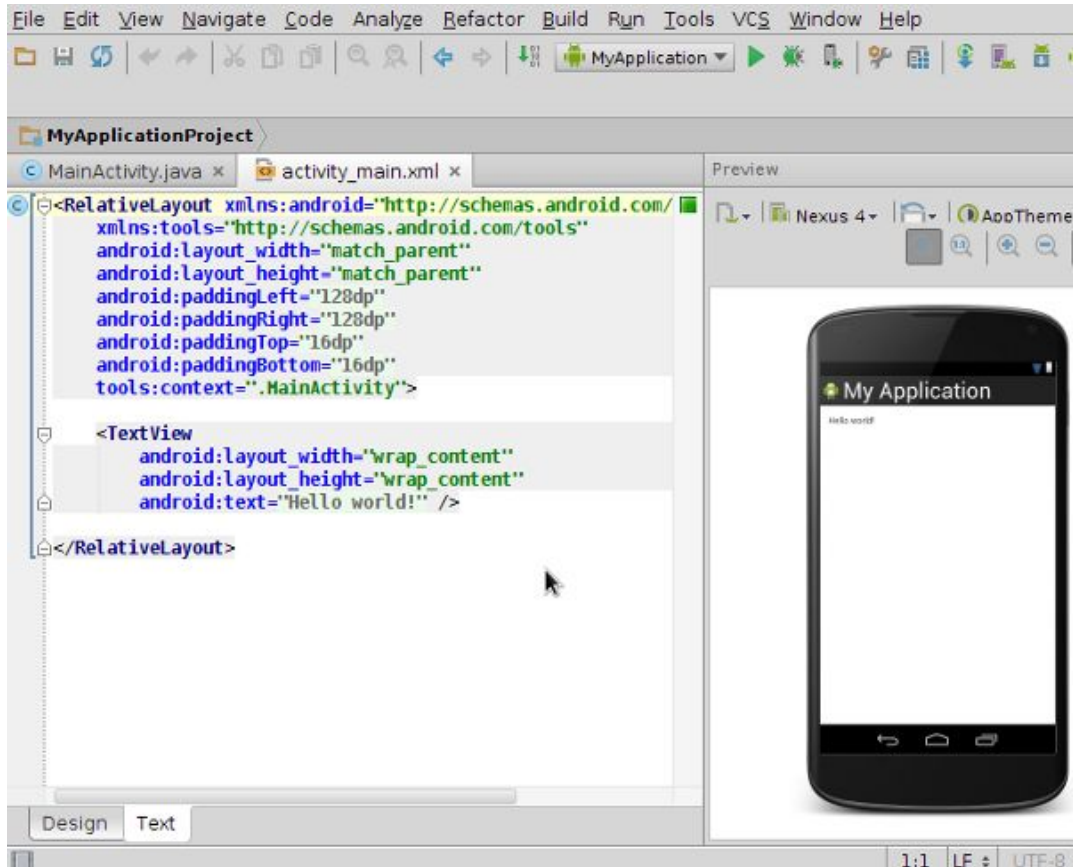 File Edit View Navigate Code Analyze Refactor Build Run Tools VCS Window Help
MyApplication
MyApplicationProject
MainActivity.java activity_main.xml
Preview
<RelativeLayout xmlns:android="http://schemas.android.com/
xmlns:tools="http://schemas.android.com/tools"
android:layout_width="match_parent"
android:layout_height="match_parent"
android:paddingLeft="128dp"
android:paddingRight="128dp"
android:paddingTop="16dp"
android:paddingBottom="16dp"
tools:context=".MainActivity">
<TextView
android:layout_width="wrap_content"
android:layout_height="wrap_content"
android:text="Hello world!" />
</RelativeLayout>
Nexus 4 AppTheme
1:1
My Application
Hello world!
Design Text
1:1 LF UTF-8